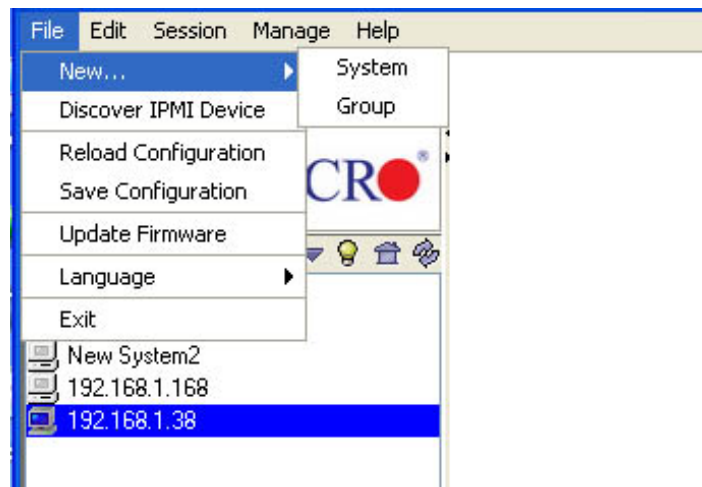 File Edit Session Manage Help
New...
System
Discover IPMI Device
Group
Reload Configuration
CRO®
Save Configuration
Update Firmware
Language
Exit
New System2
192.168.1.168
192.168.1.38